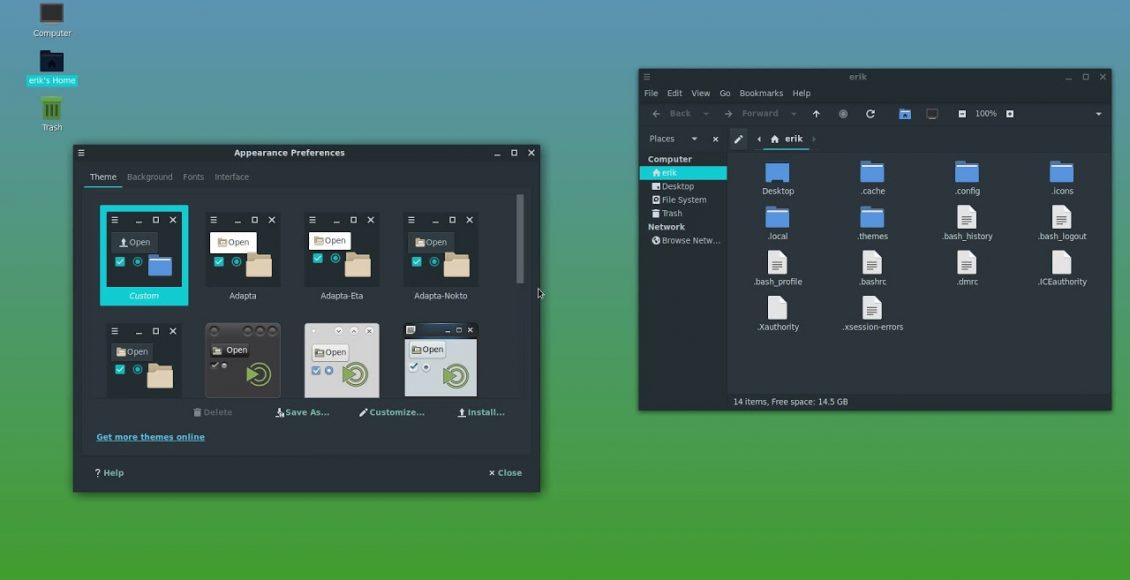 Computer
erik's Home
Trash
Appearance Preferences
Theme Background Fonts Interface
Open Open Open Open
Custom Adapta Adapta-Eta Adapta-Nokto
Open Open Open Open
Delete Save As... Customize... Install...
Get more themes online
? Help
Close
erik
File Edit View Go Bookmarks Help
Back Forward 100%
Places
erik
Computer
erik
Desktop
File System
Trash
Network
Browse Netw...
Desktop .cache .config .icons
.local .themes .bash_history .bash_logout
.bash_profile .bashrc .dmrc .ICEauthority
.Xauthority .xsession-errors
14 items, Free space: 14.5 GB